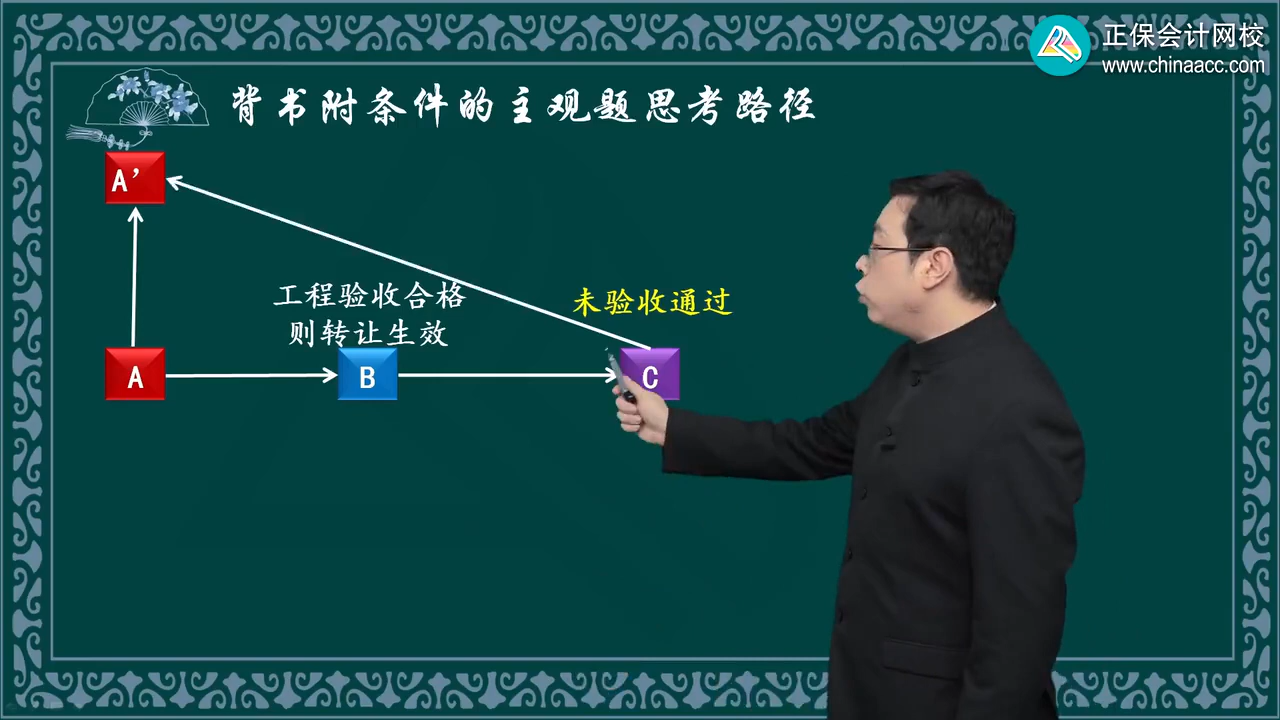 正保会计网校
www.chinaacc.com
背书附条件的主观题思考路径
A’
工程验收合格
则转让生效
未验收通过
A
B
C